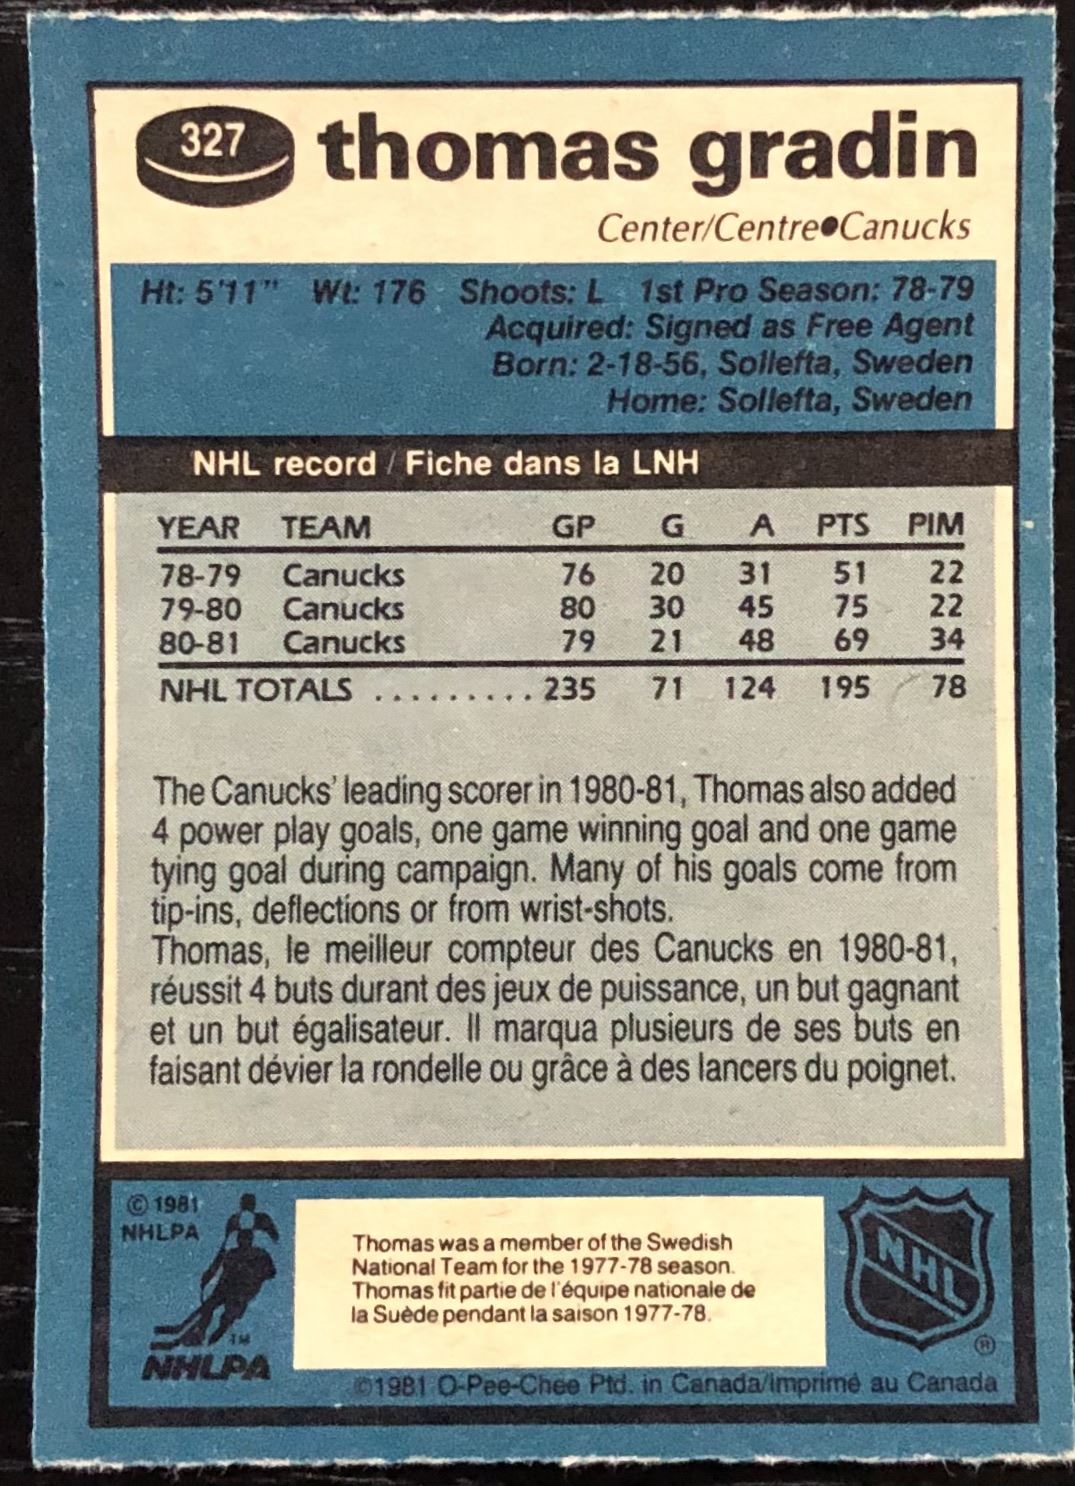 327 thomas gradin
Center/Centre●Canucks
Ht: 5'11" Wt: 176 Shoots: L 1st Pro Season: 78-79
Acquired: Signed as Free Agent
Born: 2-18-56, Sollefta, Sweden
Home: Sollefta, Sweden
NHL record / Fiche dans la LNH
YEAR TEAM GP G A PTS PIM
78-79 Canucks 76 20 31 51 22
79-80 Canucks 80 30 45 75 22
80-81 Canucks 79 21 48 69 34
NHL TOTALS .......... 235 71 124 195 78
The Canucks' leading scorer in 1980-81, Thomas also added
4 power play goals, one game winning goal and one game
tying goal during campaign. Many of his goals come from
tip-ins, deflections or from wrist-shots.
Thomas, le meilleur compteur des Canucks en 1980-81,
réussit 4 buts durant des jeux de puissance, un but gagnant
et un but égalisateur. Il marqua plusieurs de ses buts en
faisant dévier la rondelle ou grâce à des lancers du poignet.
© 1981
NHLPA
TM
NHLPA
Thomas was a member of the Swedish
National Team for the 1977-78 season.
Thomas fit partie de l'équipe nationale de
la Suède pendant la saison 1977-78.
NHL
®
©1981 O-Pee-Chee Ptd. in Canada/Imprimé au Canada